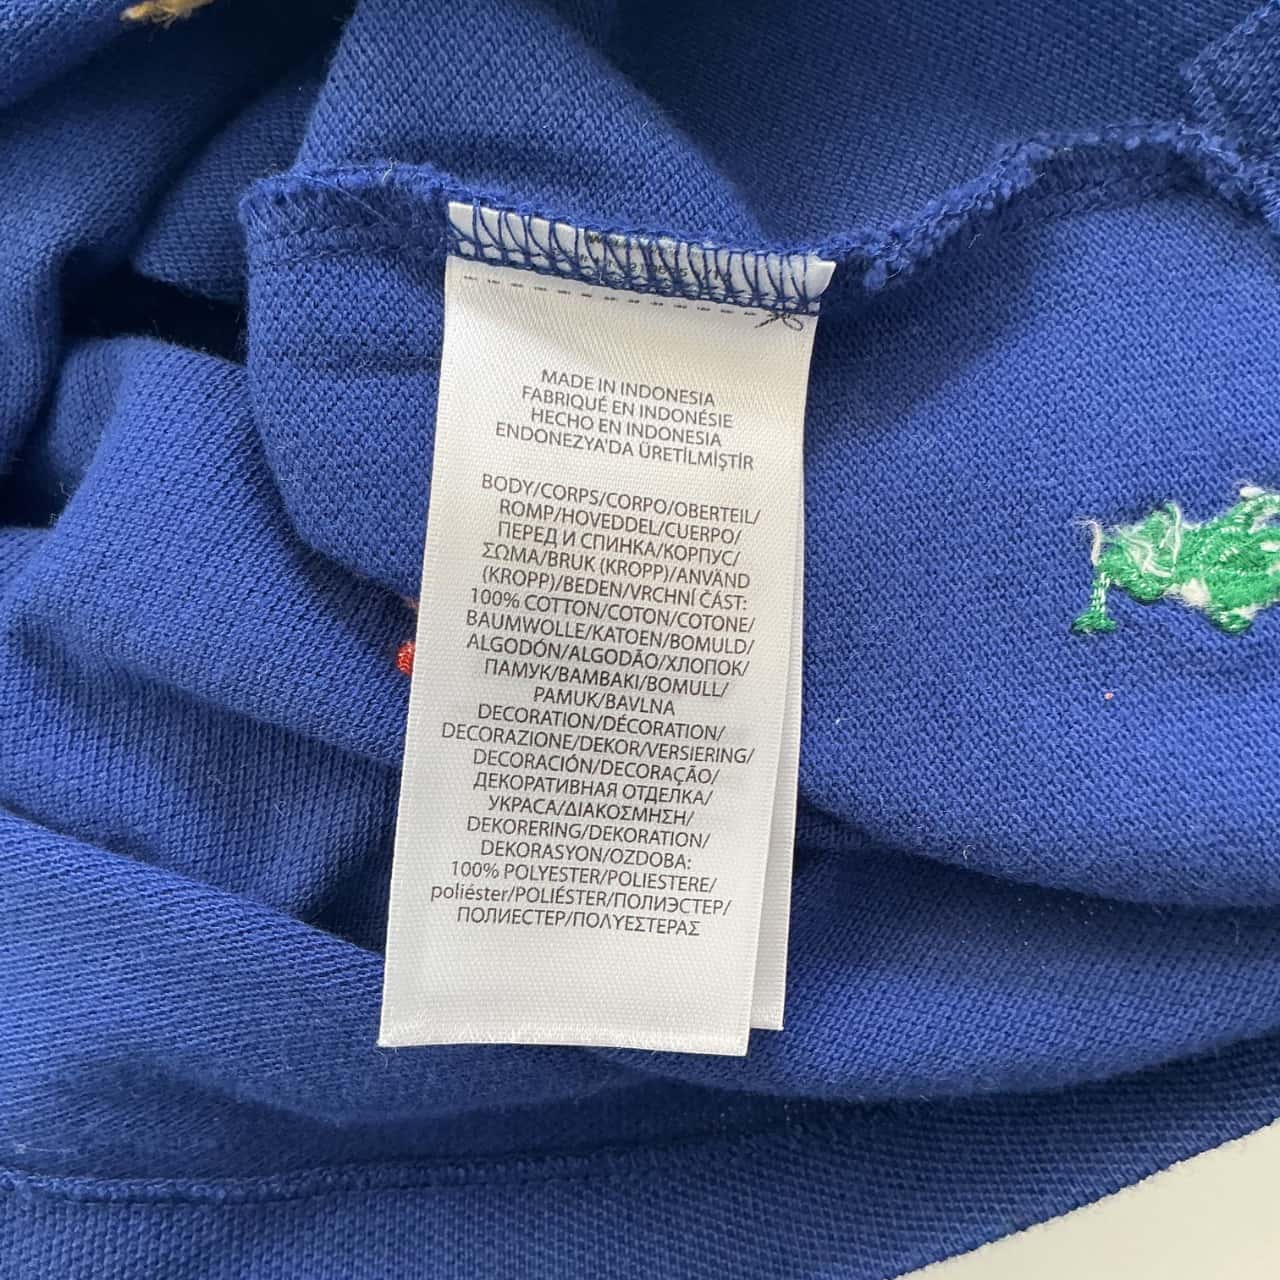 MADE IN INDONESIA
FABRIQUÉ EN INDONÉSIE
HECHO EN INDONESIA
ENDONEZYA'DA ÜRETİLMİŞTİR
BODY/CORPS/CORPO/OBERTEIL/
ROMP/HOVEDDEL/CUERPO/
ПЕРЕД И СПИНКА/КОРПУС/
ΣΩΜΑ/BRUK (KROPP)/ANVÄND
(KROPP)/BEDEN/VRCHNÍ ČÁST:
100% COTTON/COTON/COTONE/
BAUMWOLLE/KATOEN/BOMULD/
ALGODÓN/ALGODÃO/ХЛОПОК/
ПАМУК/BAMBAKI/BOMULL/
PAMUK/BAVLNA
DECORATION/DÉCORATION/
DECORAZIONE/DEKOR/VERSIERING/
DECORACIÓN/DECORAÇÃO/
ДЕКОРАТИВНАЯ ОТДЕЛКА/
УКРАСА/ΔΙΑΚΟΣΜΗΣΗ/
DEKORERING/DEKORATION/
DEKORASYON/OZDOBA:
100% POLYESTER/POLIESTERE/
poliéster/POLIÉSTER/ПОЛИЭСТЕР/
ПОЛИЕСТЕР/ΠΟΛΥΕΣΤΕΡΑΣ